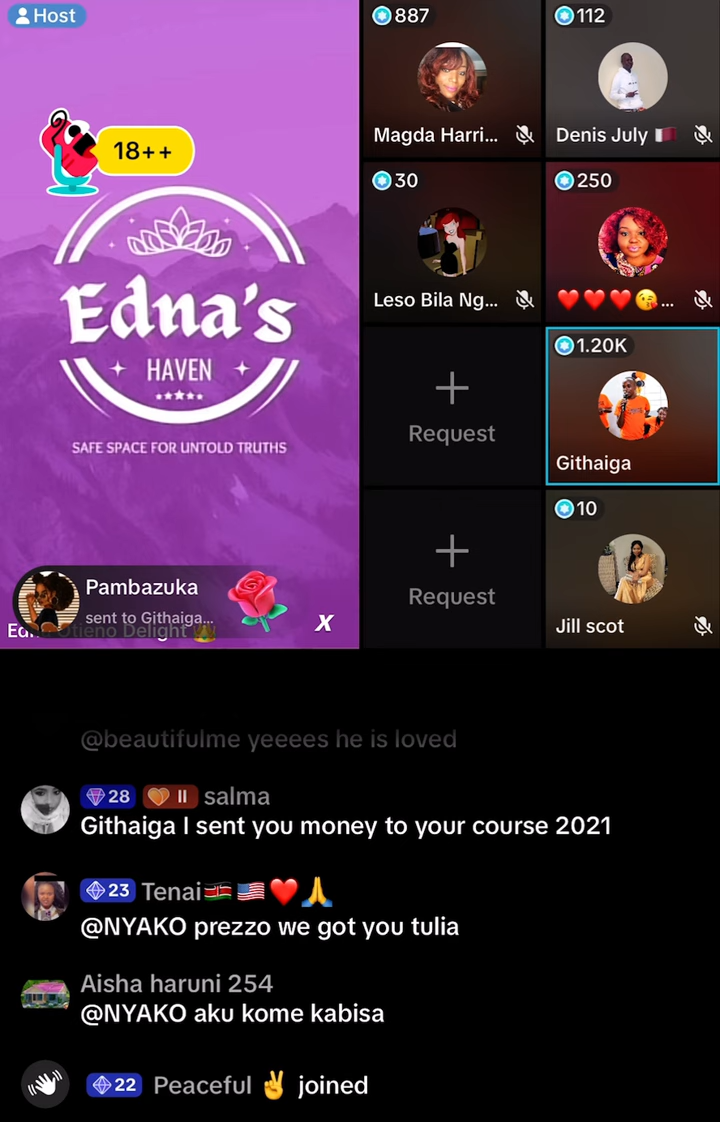 Host
18++
Edna's
HAVEN
SAFE SPACE FOR UNTOLD TRUTHS
Pambazuka
sent to Githaiga...
Otieno Delight
X
887
Magda Harri...
112
Denis July
30
Leso Bila Ng...
250
...
Request
1.20K
Githaiga
Request
10
Jill scot
@beautifulme yeeees he is loved
28 II salma
Githaiga I sent you money to your course 2021
23 Tenai🇰🇪🇺🇸❤️🙏
@NYAKO prezzo we got you tulia
Aisha haruni 254
@NYAKO aku kome kabisa
22 Peaceful ✌️ joined